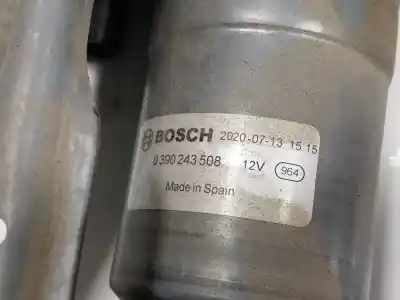 BOSCH 2020-07-13 15:15
0 390 243 508 12V 964
Made in Spain